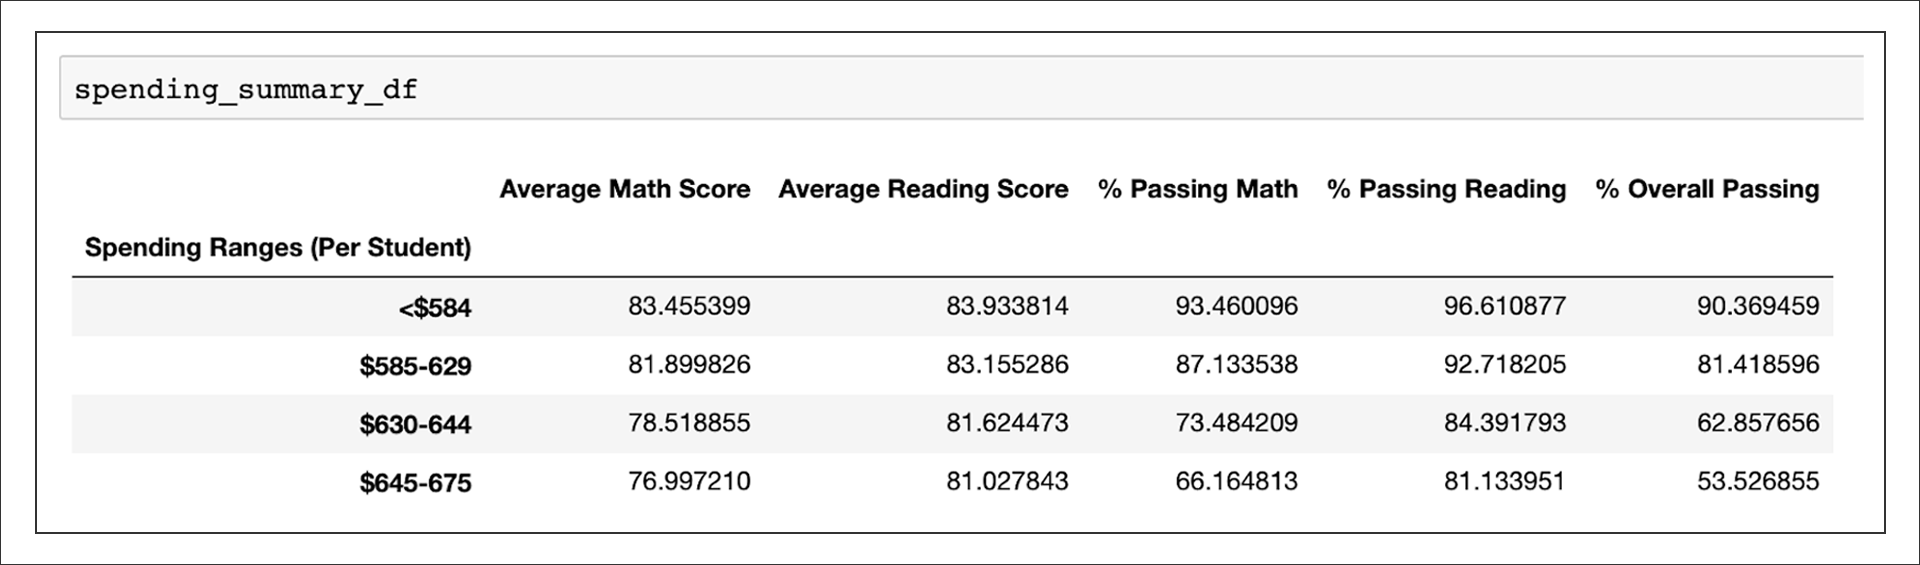 spending_summary_df
Average Math Score Average Reading Score % Passing Math % Passing Reading % Overall Passing
Spending Ranges (Per Student)
<$584 83.455399 83.933814 93.460096 96.610877 90.369459
$585-629 81.899826 83.155286 87.133538 92.718205 81.418596
$630-644 78.518855 81.624473 73.484209 84.391793 62.857656
$645-675 76.997210 81.027843 66.164813 81.133951 53.526855